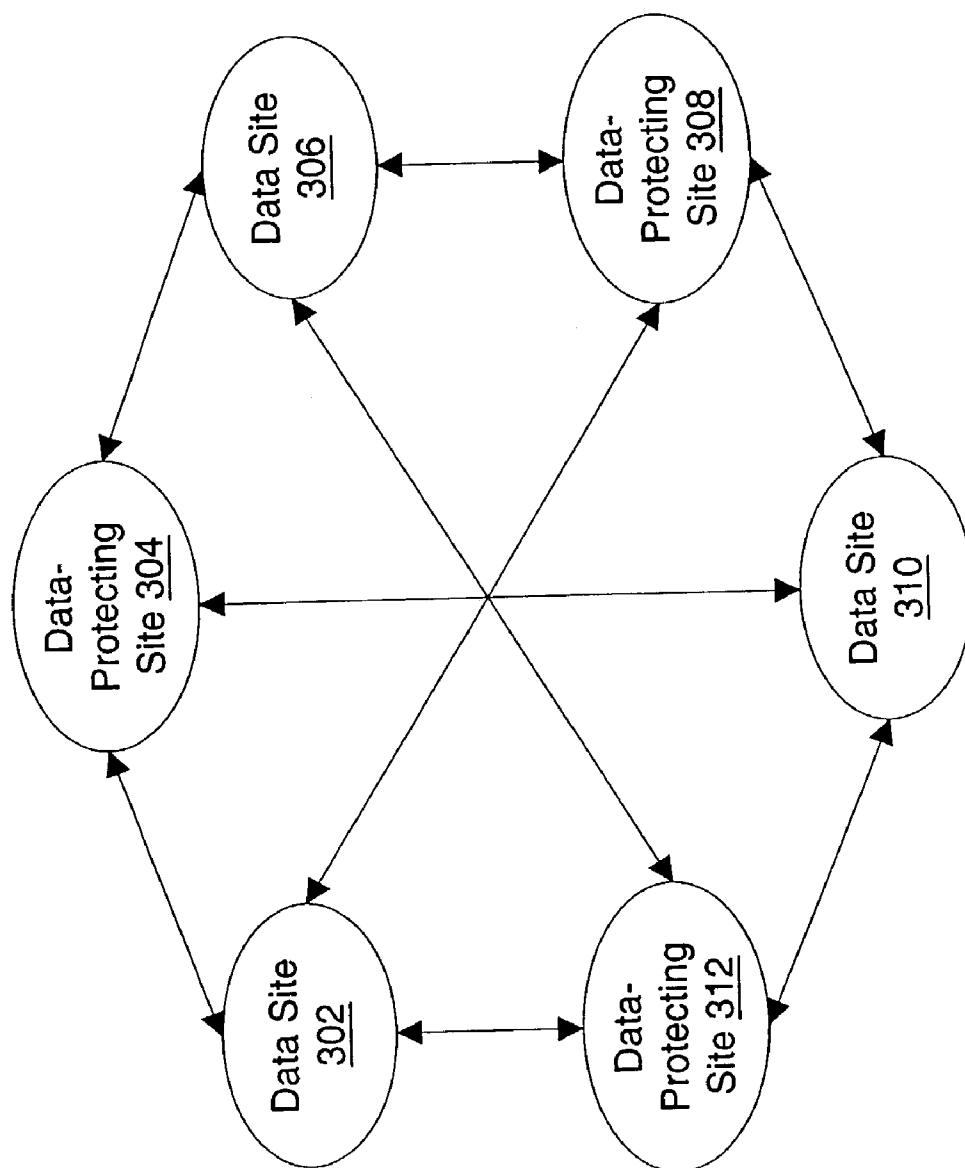 Data-
Protecting
Site 304
Data Site
306
Data-
Protecting
Site 308
Data Site
310
Data-
Protecting
Site 312
Data Site
302